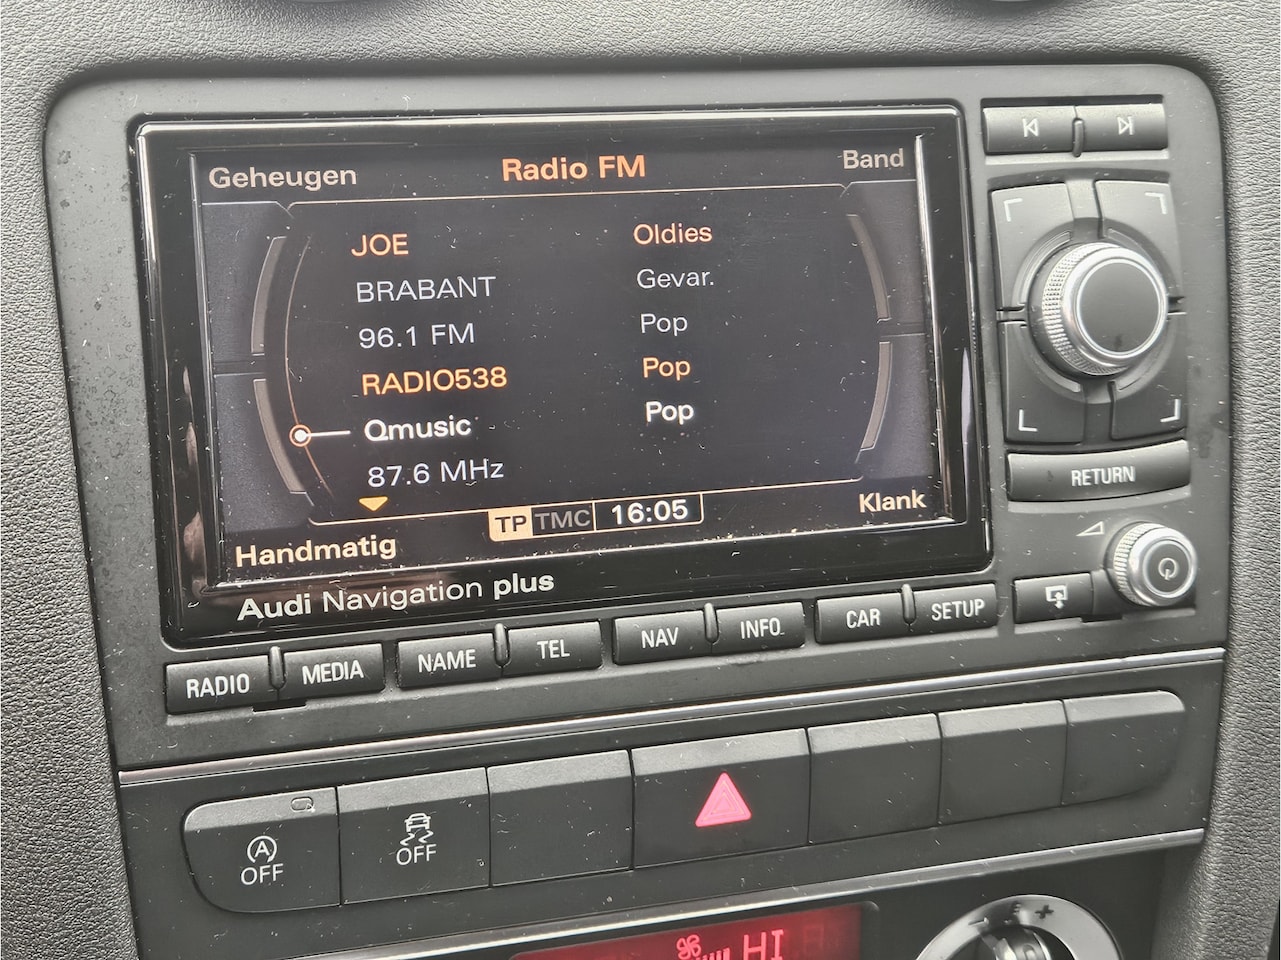 Geheugen Radio FM Band
JOE Oldies
BRABANT Gevar.
96.1 FM Pop
RADIO538 Pop
Qmusic Pop
87.6 MHz
TP TMC 16:05
Handmatig Klank
Audi Navigation plus
RETURN
RADIO MEDIA NAME TEL NAV INFO CAR SETUP
A OFF
OFF
HI